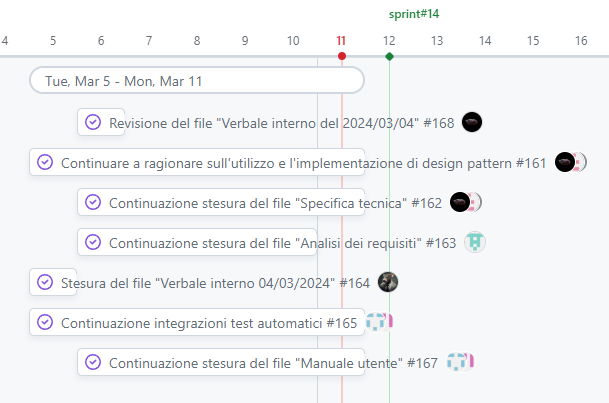 sprint#14
4 5 6 7 8 9 10 11 12 13 14 15 16
Tue, Mar 5 - Mon, Mar 11
Revisione del file "Verbale interno del 2024/03/04" #168
Continuare a ragionare sull'utilizzo e l'implementazione di design pattern #161
Continuazione stesura del file "Specifica tecnica" #162
Continuazione stesura del file "Analisi dei requisiti" #163
Stesura del file "Verbale interno 04/03/2024" #164
Continuazione integrazioni test automatici #165
Continuazione stesura del file "Manuale utente" #167